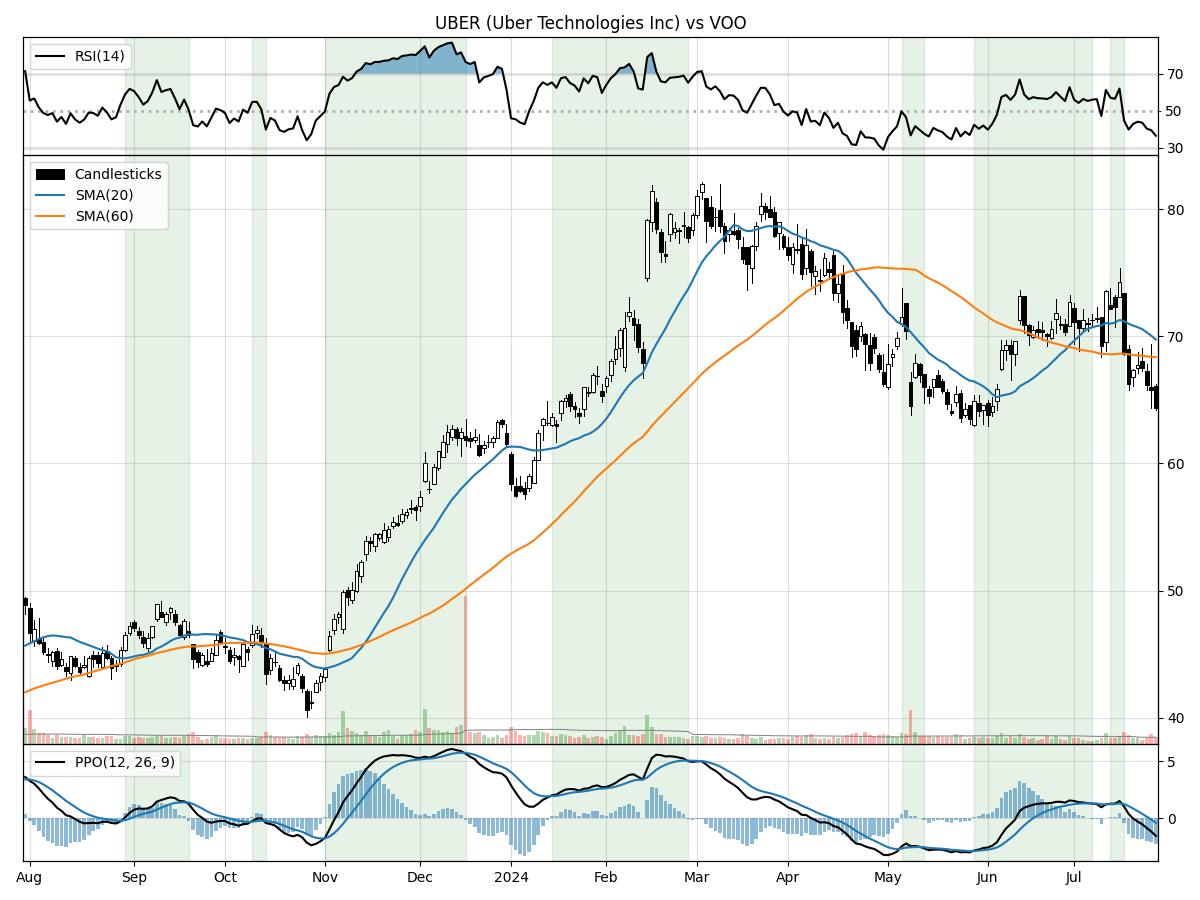 UBER (Uber Technologies Inc) vs VOO
RSI(14)
70
50
30
Candlesticks
SMA(20)
SMA(60)
80
70
60
50
40
PPO(12, 26, 9)
5
0
Aug Sep Oct Nov Dec 2024 Feb Mar Apr May Jun Jul